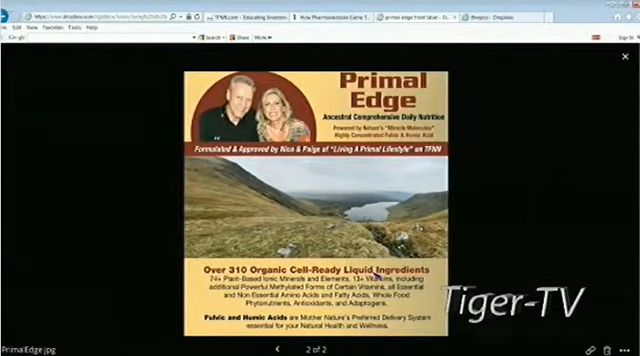 TFNN.com - Educating Investors
How Pharmaceuticals Came T
primal edge front label - D
thnspics - Dropbox
Edit View Favorites Tools Help
Search
Share
More
Sign In
Primal
Edge
Ancestral Comprehensive Daily Nutrition
Powered by Nature's "Miracle Molecules"
Highly Concentrated Fulvic & Humic Acid
Formulated & Approved by Nico & Paige of "Living A Primal Lifestyle" on TFNN
Over 310 Organic Cell-Ready Liquid Ingredients
74+ Plant-Based Ionic Minerals and Elements, 13+ Vitamins, including
additional Powerful Methylated Forms of Certain Vitamins, all Essential
and Non Essential Amino Acids and Fatty Acids, Whole Food
Phytonutrients, Antioxidants, and Adaptogens.
Fulvic and Humic Acids are Mother Nature's Preferred Delivery System
essential for your Natural Health and Wellness.
Tiger-TV
PrimalEdge.jpg
2 of 2